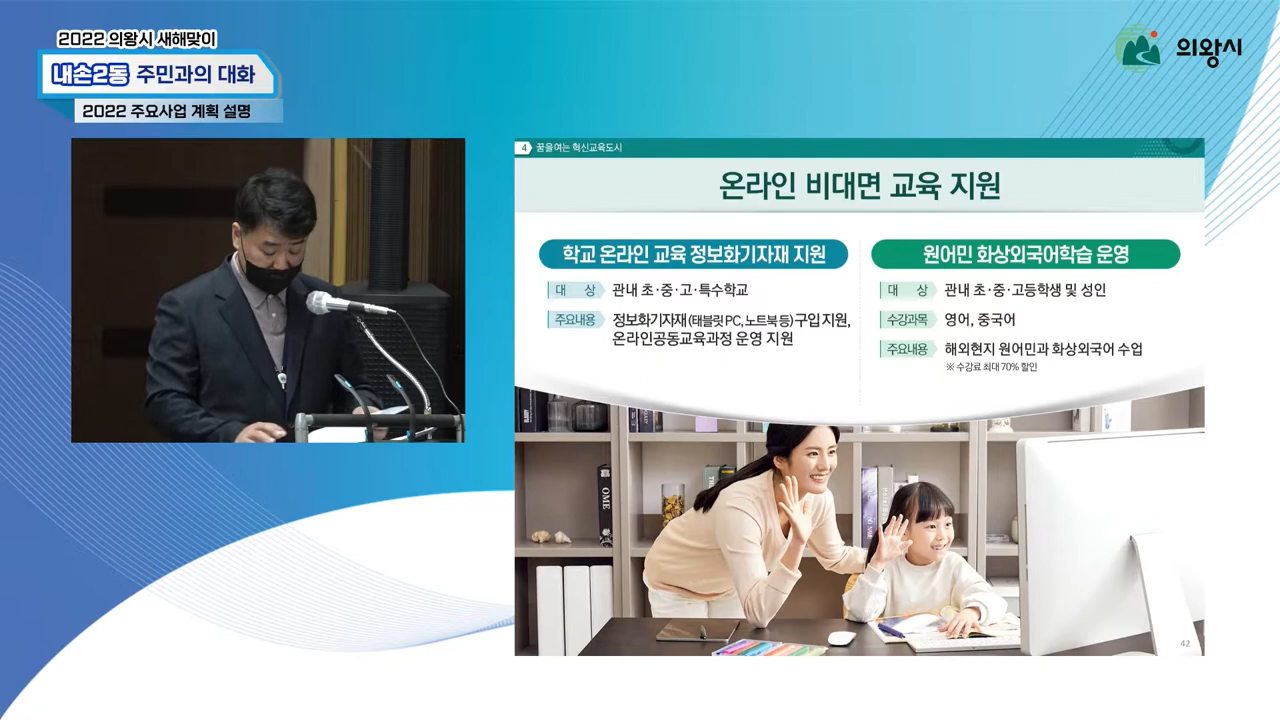 2022 의왕시 새해맞이
내손2동 주민과의 대화
2022 주요사업 계획 설명
의왕시
4 꿈을여는 혁신교육도시
온라인 비대면 교육 지원
학교 온라인 교육 정보화기자재 지원
대 상 관내 초·중·고·특수학교
주요내용 정보화기자재(태블릿 PC, 노트북 등) 구입 지원,
온라인공동교육과정 운영 지원
원어민 화상외국어학습 운영
대 상 관내 초·중·고등학생 및 성인
수강과목 영어, 중국어
주요내용 해외현지 원어민과 화상외국어 수업
※ 수강료 최대 70% 할인
OME
42